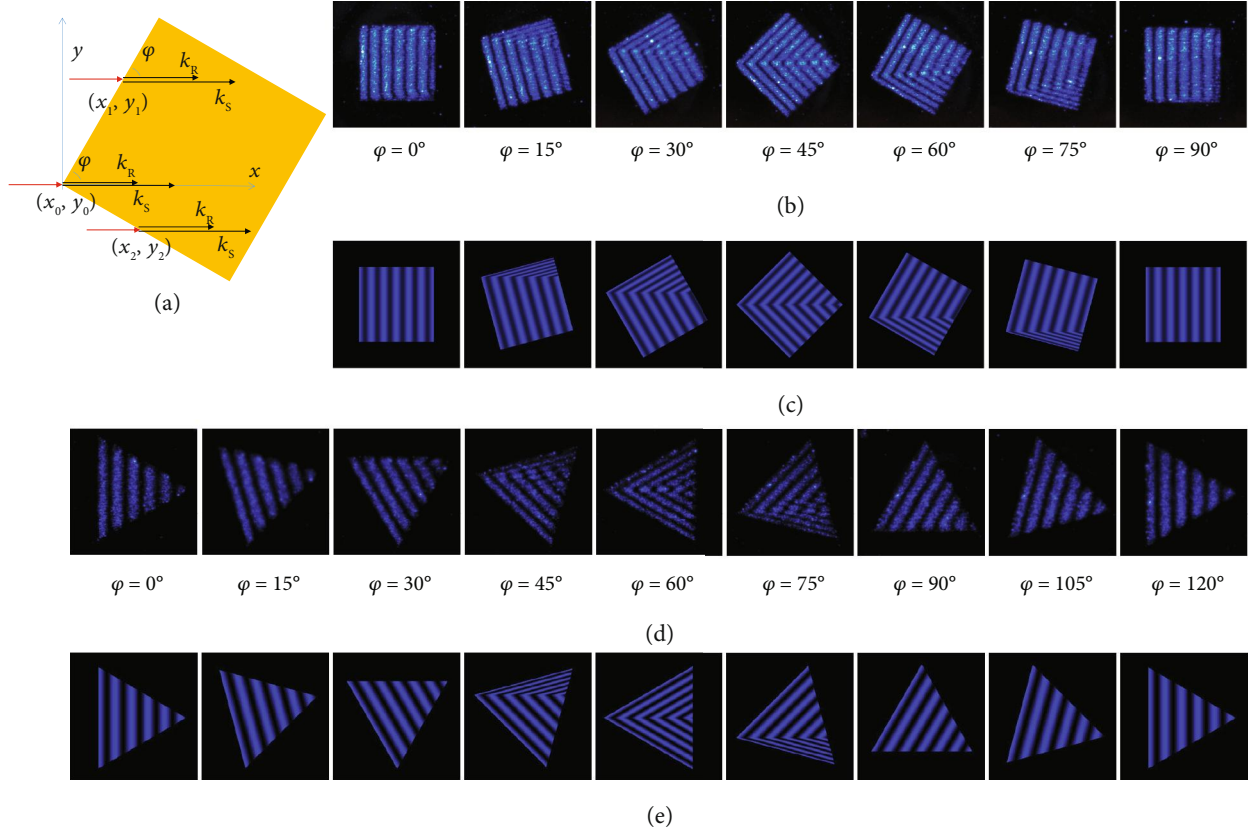 y
φ
k_R
k_S
(x_1, y_1)
φ
k_R
x
k_S
(x_0, y_0)
k_R
k_S
(x_2, y_2)
(a)
φ = 0° φ = 15° φ = 30° φ = 45° φ = 60° φ = 75° φ = 90°
(b)
(c)
φ = 0° φ = 15° φ = 30° φ = 45° φ = 60° φ = 75° φ = 90° φ = 105° φ = 120°
(d)
(e)